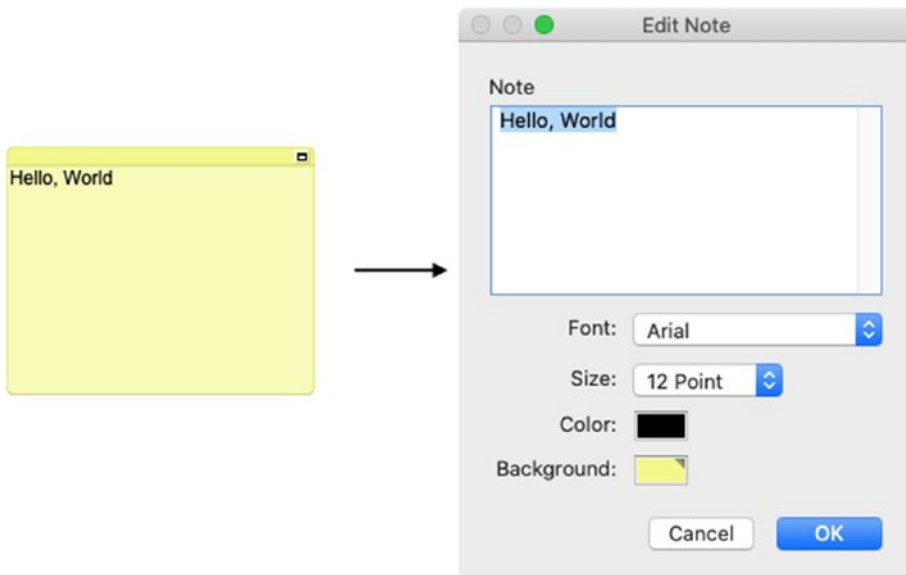 Hello, World
Edit Note
Note
Hello, World
Font: Arial
Size: 12 Point
Color:
Background:
Cancel OK